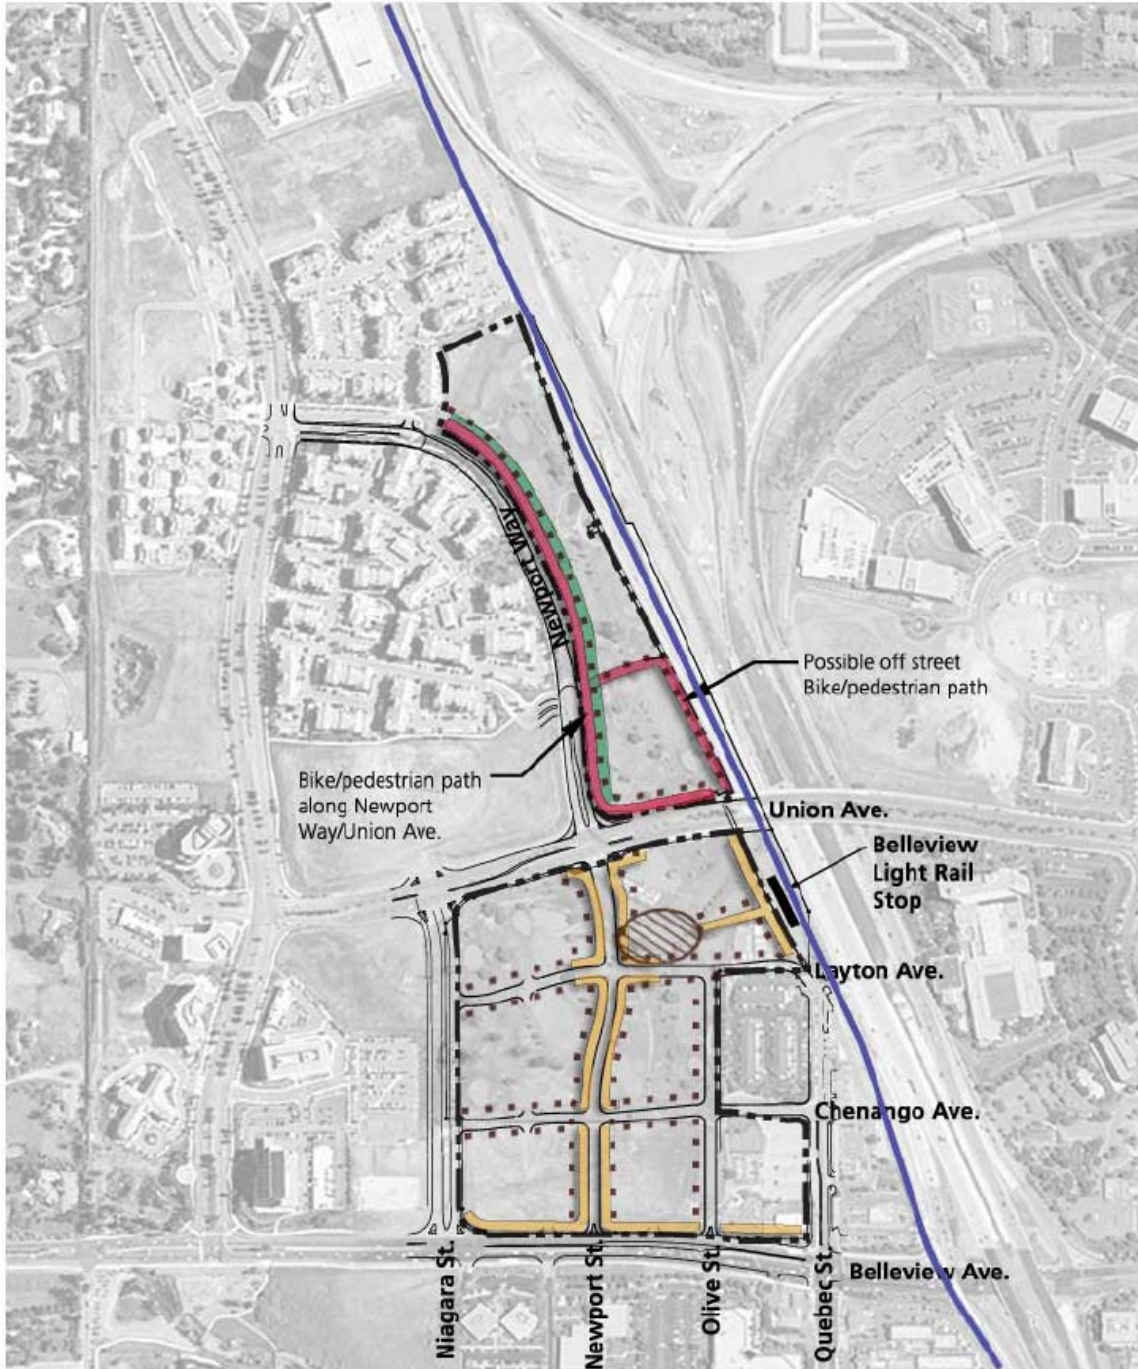 Newport Way
Possible off street
Bike/pedestrian path
Bike/pedestrian path
along Newport
Way/Union Ave.
Union Ave.
Belleview
Light Rail
Stop
Layton Ave.
Chenango Ave.
Belleview Ave.
Niagara St.
Newport St.
Olive St.
Quebec St.